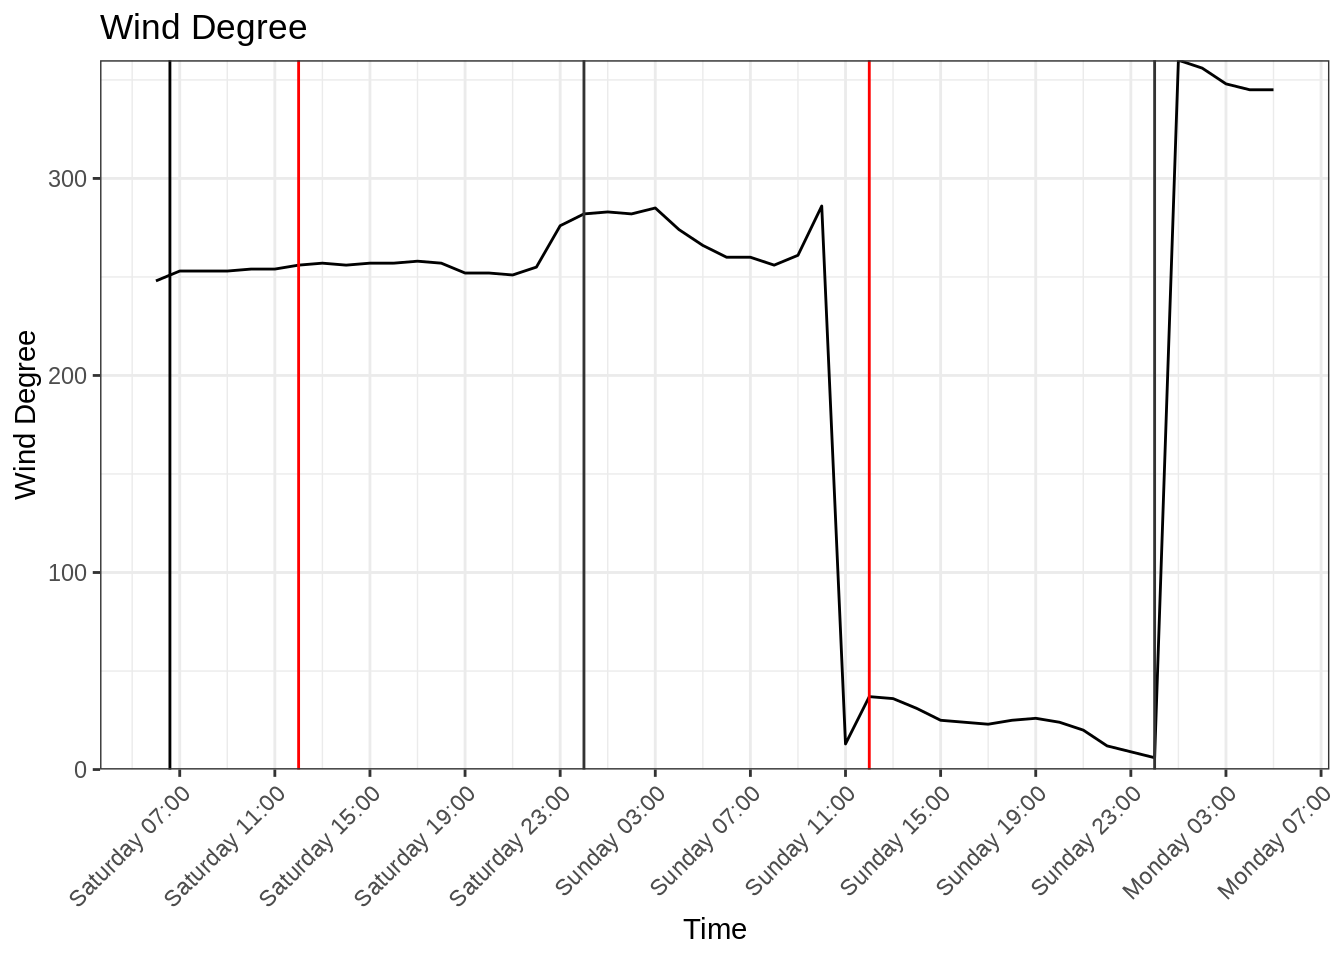 Wind Degree
Wind Degree
300
200
100
0
Saturday 07:00
Saturday 11:00
Saturday 15:00
Saturday 19:00
Saturday 23:00
Sunday 03:00
Sunday 07:00
Sunday 11:00
Sunday 15:00
Sunday 19:00
Sunday 23:00
Monday 03:00
Monday 07:00
Time